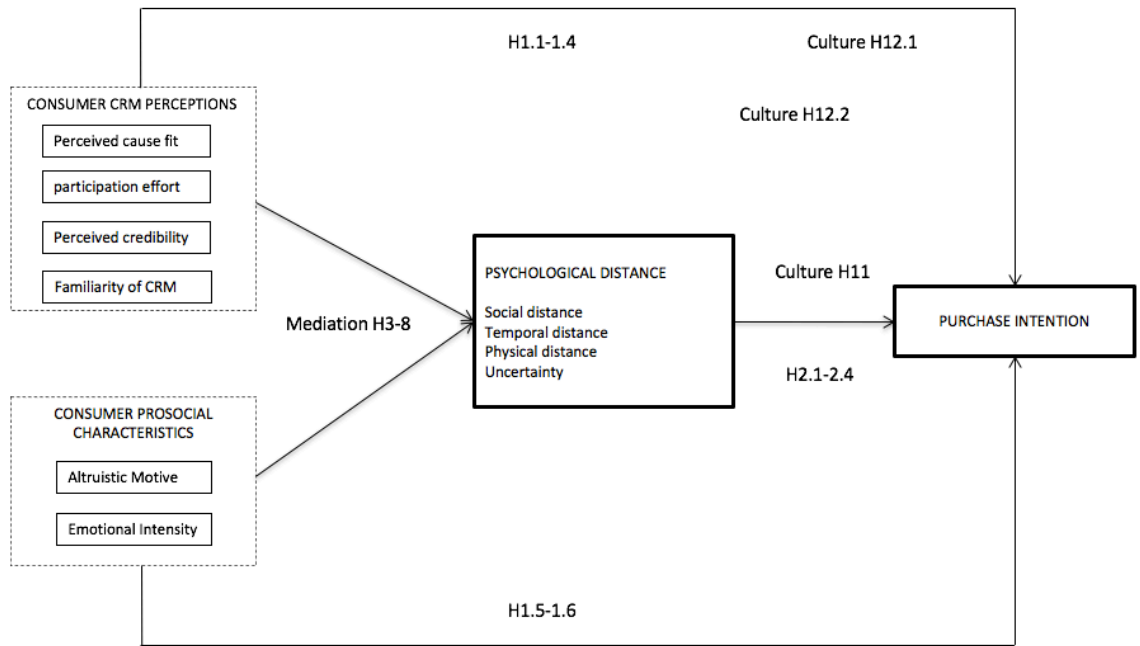 H1.1-1.4
Culture H12.1
CONSUMER CRM PERCEPTIONS
Perceived cause fit
participation effort
Perceived credibility
Familiarity of CRM
Culture H12.2
Mediation H3-8
PSYCHOLOGICAL DISTANCE
Social distance
Temporal distance
Physical distance
Uncertainty
Culture H11
H2.1-2.4
PURCHASE INTENTION
CONSUMER PROSOCIAL
CHARACTERISTICS
Altruistic Motive
Emotional Intensity
H1.5-1.6